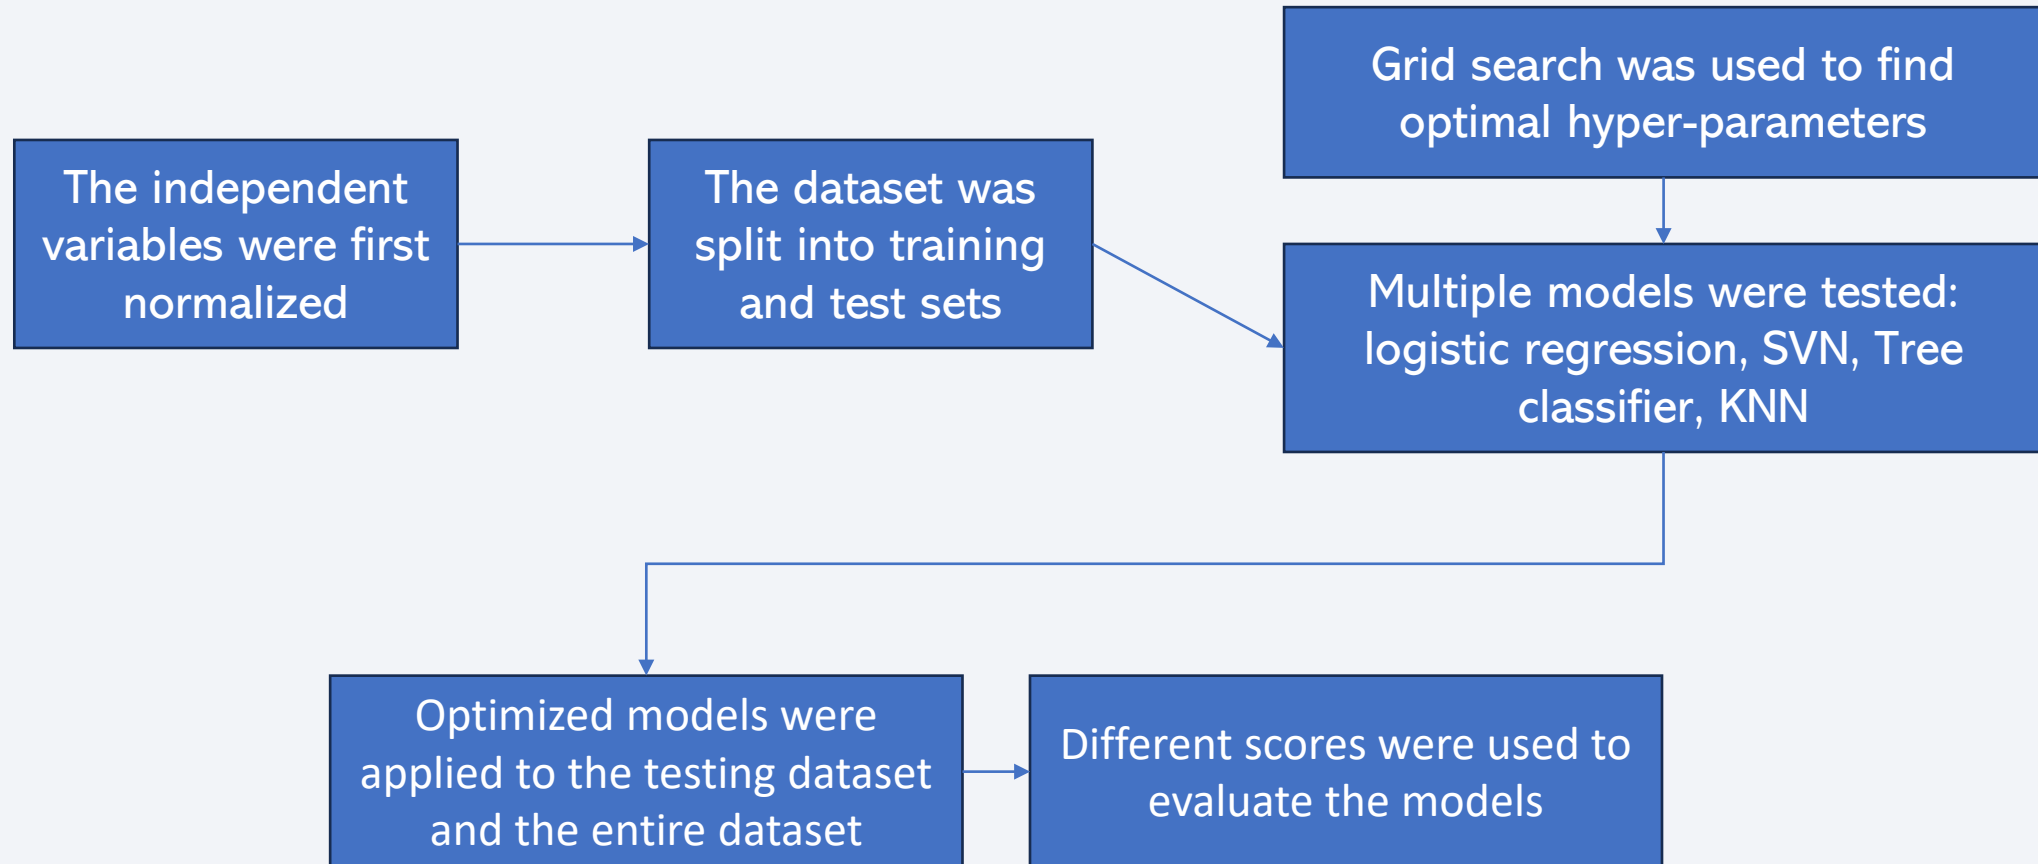 The independent
variables were first
normalized
The dataset was
split into training
and test sets
Grid search was used to find
optimal hyper-parameters
Multiple models were tested:
logistic regression, SVN, Tree
classifier, KNN
Optimized models were
applied to the testing dataset
and the entire dataset
Different scores were used to
evaluate the models